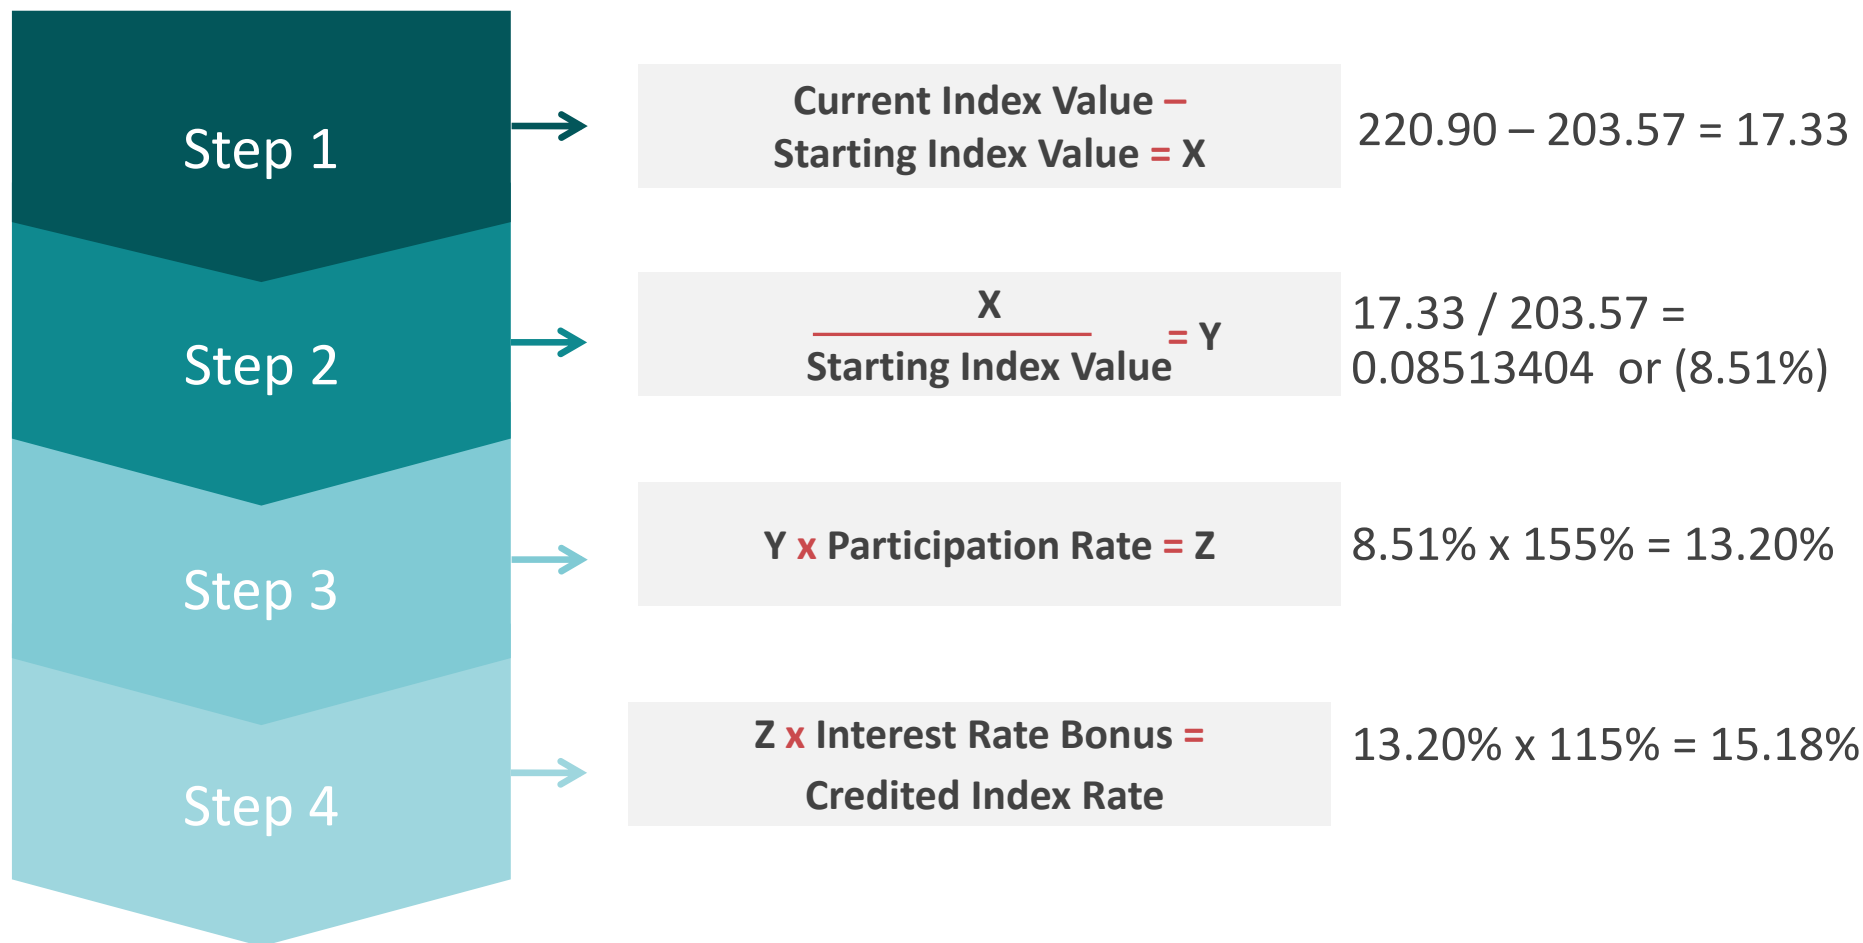 Step 1
Current Index Value –
Starting Index Value = X
220.90 – 203.57 = 17.33
Step 2
X
Starting Index Value
= Y
17.33 / 203.57 =
0.08513404 or (8.51%)
Step 3
Y x Participation Rate = Z
8.51% x 155% = 13.20%
Step 4
Z x Interest Rate Bonus =
Credited Index Rate
13.20% x 115% = 15.18%